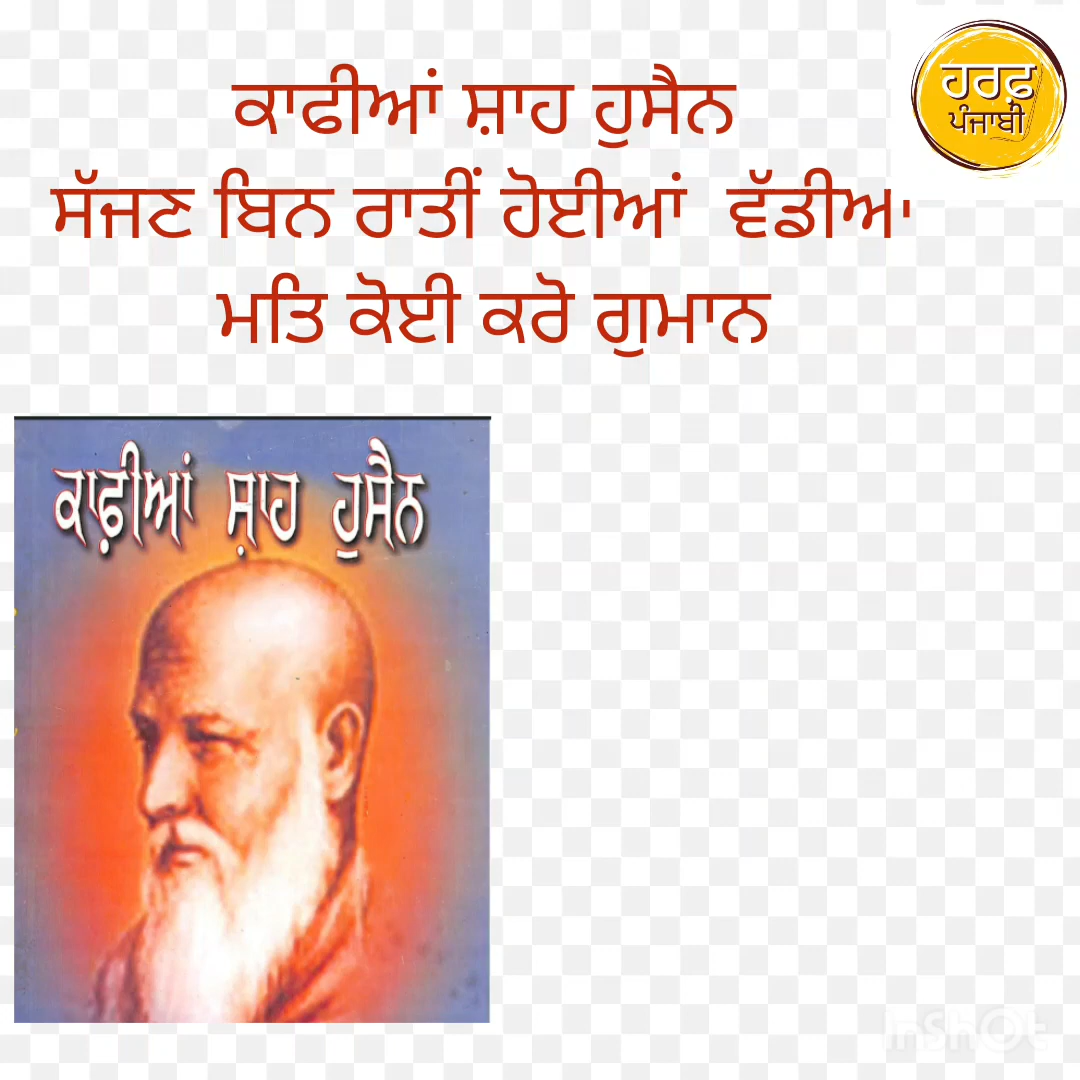 ਕਾਫੀਆਂ ਸ਼ਾਹ ਹੁਸੈਨ
ਸੱਜਣ ਬਿਨ ਰਾਤੀਂ ਹੋਈਆਂ ਵੱਡੀਅ'
ਮਤਿ ਕੋਈ ਕਰੋ ਗੁਮਾਨ
ਹਰਫ਼
ਪੰਜਾਬੀ
ਕਾਫ਼ੀਆਂ ਸ਼ਾਹ ਹੁਸੈਨ
InShOt